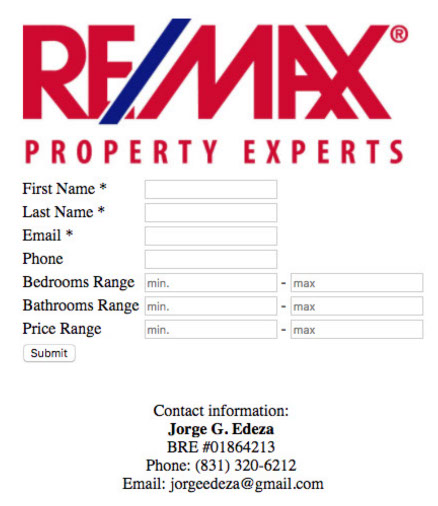 RE/MAX®
PROPERTY EXPERTS
First Name *
Last Name *
Email *
Phone
Bedrooms Range min. - max
Bathrooms Range min. - max
Price Range min. - max
Submit
Contact information:
Jorge G. Edeza
BRE #01864213
Phone: (831) 320-6212
Email: jorgeedeza@gmail.com